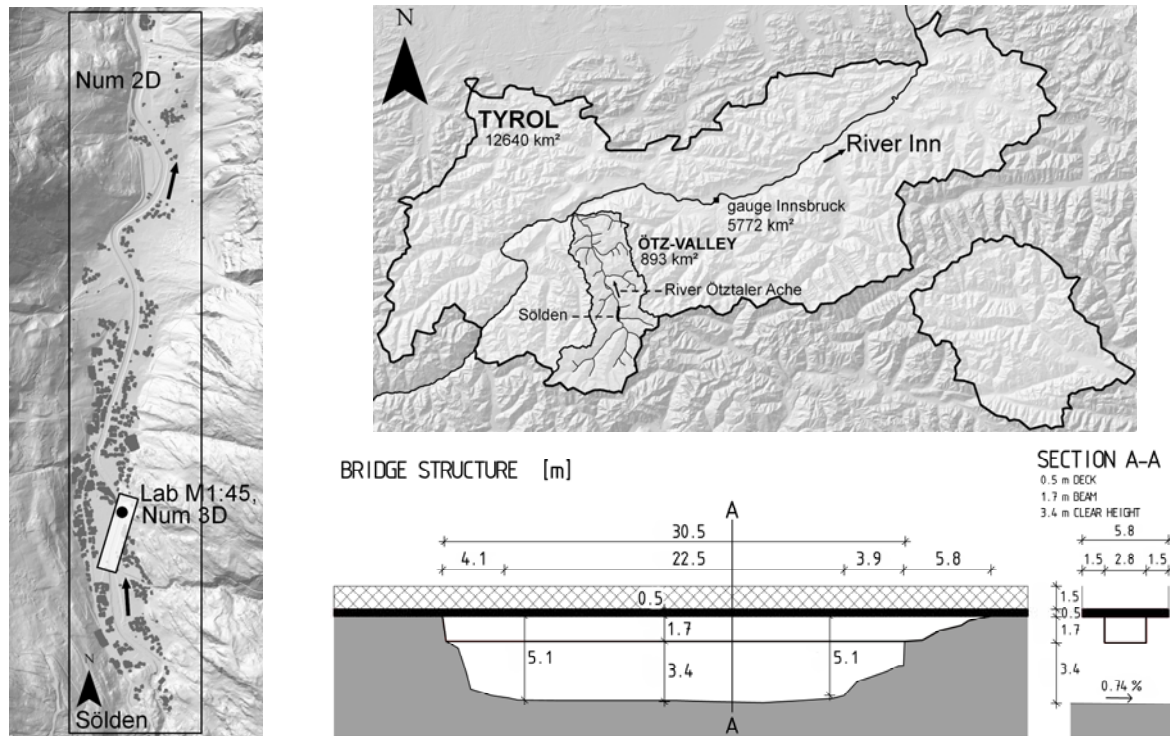 Num 2D
Lab M1:45,
Num 3D
N
Sölden
N
TYROL
12640 km²
River Inn
gauge Innsbruck
5772 km²
ÖTZ-VALLEY
893 km²
River Ötztaler Ache
Sölden
BRIDGE STRUCTURE [m]
A
30.5
4.1 22.5 3.9 5.8
0.5
1.7
5.1 3.4 5.1
A
SECTION A-A
0.5 m DECK
1.7 m BEAM
3.4 m CLEAR HEIGHT
5.8
1.5 2.8 1.5
1.5
0.5
1.7
3.4
0.74 %